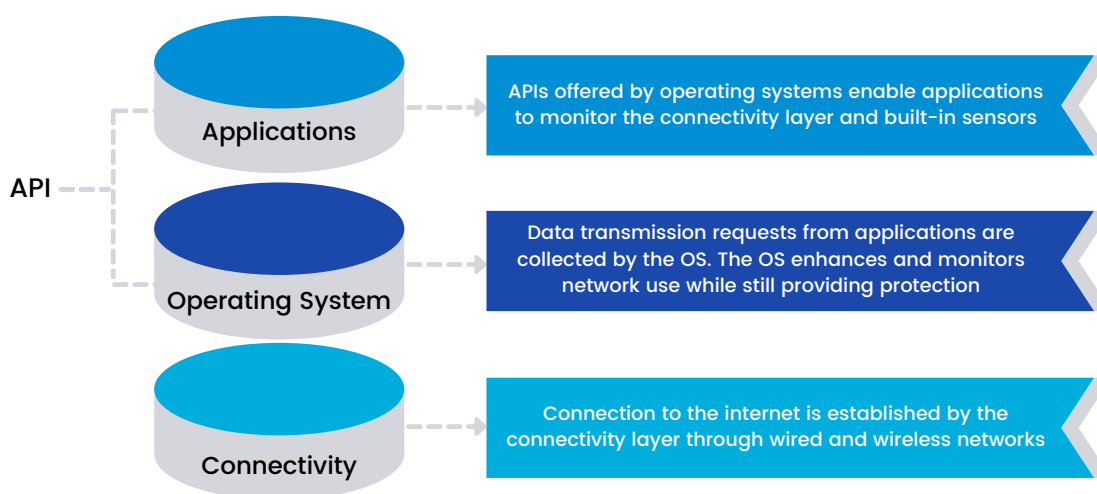 APIs offered by operating systems enable applications
to monitor the connectivity layer and built-in sensors
Applications
API
Data transmission requests from applications are
collected by the OS. The OS enhances and monitors
network use while still providing protection
Operating System
Connection to the internet is established by the
connectivity layer through wired and wireless networks
Connectivity